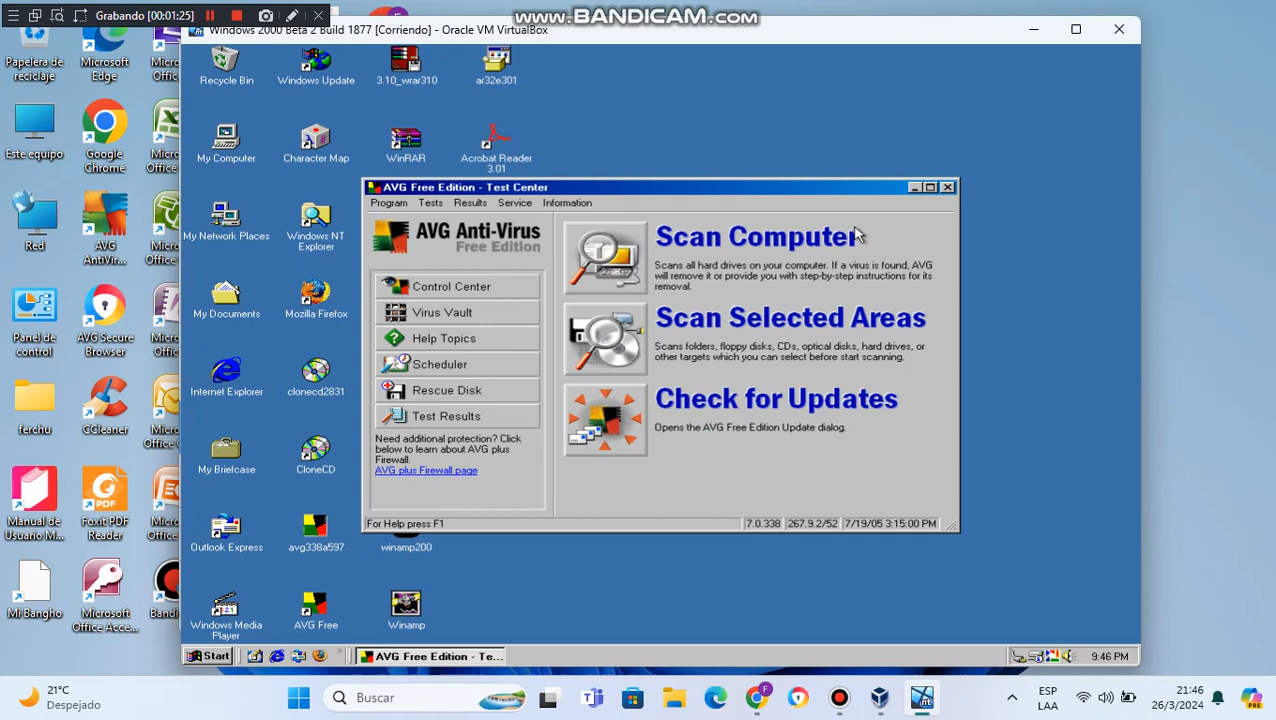 Grabando [00:01:25]
www.BANDICAM.com
Windows 2000 Beta 2 Build 1877 [Corriendo] - Oracle VM VirtualBox
Papelera de reciclaje
Microsoft Edge
Este equipo
Google Chrome
Red
AVG AntiVir...
Panel de control
AVG Secure Browser
ferchu
CCleaner
Manual de Usuario M...
Foxit PDF Reader
Mi Bangho
Microsoft Office Acce...
Recycle Bin
Windows Update
3.10_wrar310
ar32e301
My Computer
Character Map
WinRAR
Acrobat Reader 3.01
My Network Places
Windows NT Explorer
My Documents
Mozilla Firefox
Internet Explorer
clonecd2831
My Briefcase
CloneCD
Outlook Express
avg338a597
winamp200
Windows Media Player
AVG Free
Winamp
AVG Free Edition - Test Center
Program Tests Results Service Information
AVG Anti-Virus
Free Edition
Control Center
Virus Vault
Help Topics
Scheduler
Rescue Disk
Test Results
Need additional protection? Click
below to learn about AVG plus
Firewall.
AVG plus Firewall page
Scan Computer
Scans all hard drives on your computer. If a virus is found, AVG
will remove it or provide you with step-by-step instructions for its
removal.
Scan Selected Areas
Scans folders, floppy disks, CDs, optical disks, hard drives, or
other targets which you can select before start scanning.
Check for Updates
Opens the AVG Free Edition Update dialog.
For Help press F1
7.0.338 267.9.2/52 7/19/05 3:15:00 PM
Start
AVG Free Edition - Te...
9:46 PM
21°C
Despejado
Buscar
ESP
LAA
21:46
26/3/2024